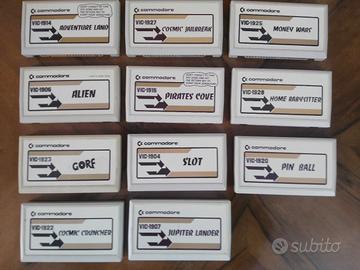 commodore
VIC-1914
ADVENTURE LAND
commodore
VIC-1927
COSMIC JAILBREAK
commodore
VIC-1925
MONEY WARS
commodore
VIC-1906
ALIEN
commodore
VIC-1915
PIRATES COVE
commodore
VIC-1928
HOME BABYSITTER
commodore
VIC-1923
GORF
commodore
VIC-1904
SLOT
commodore
VIC-1920
PIN BALL
commodore
VIC-1922
COSMIC CRUNCHER
commodore
VIC-1907
JUPITER LANDER
subito